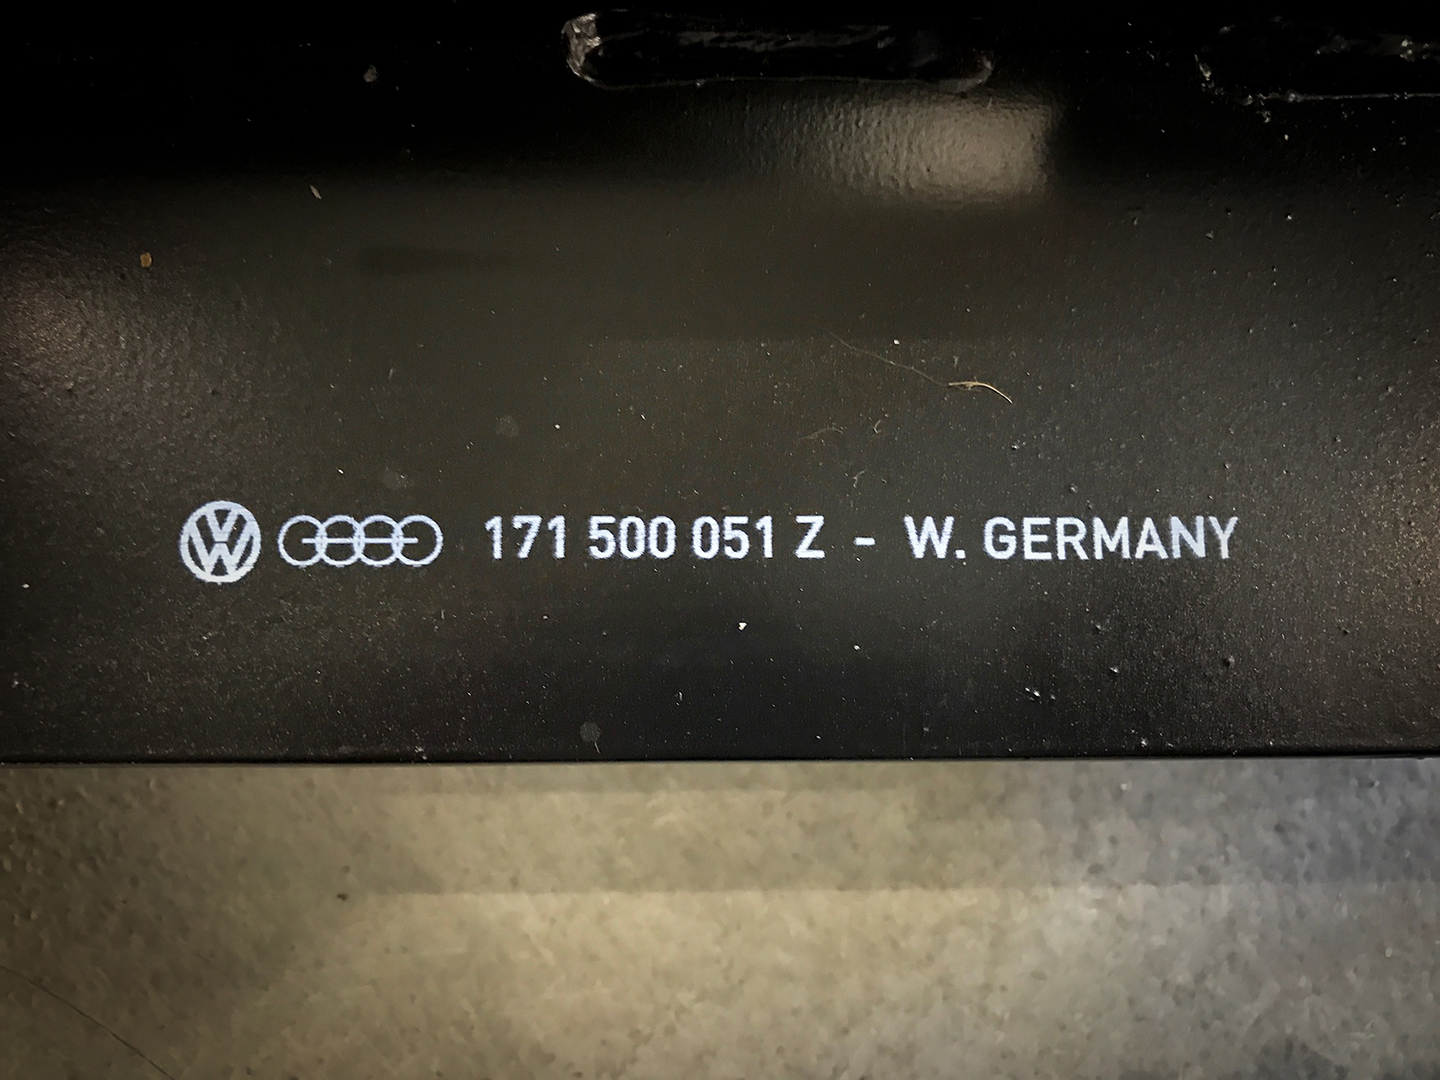 171 500 051 Z - W. GERMANY